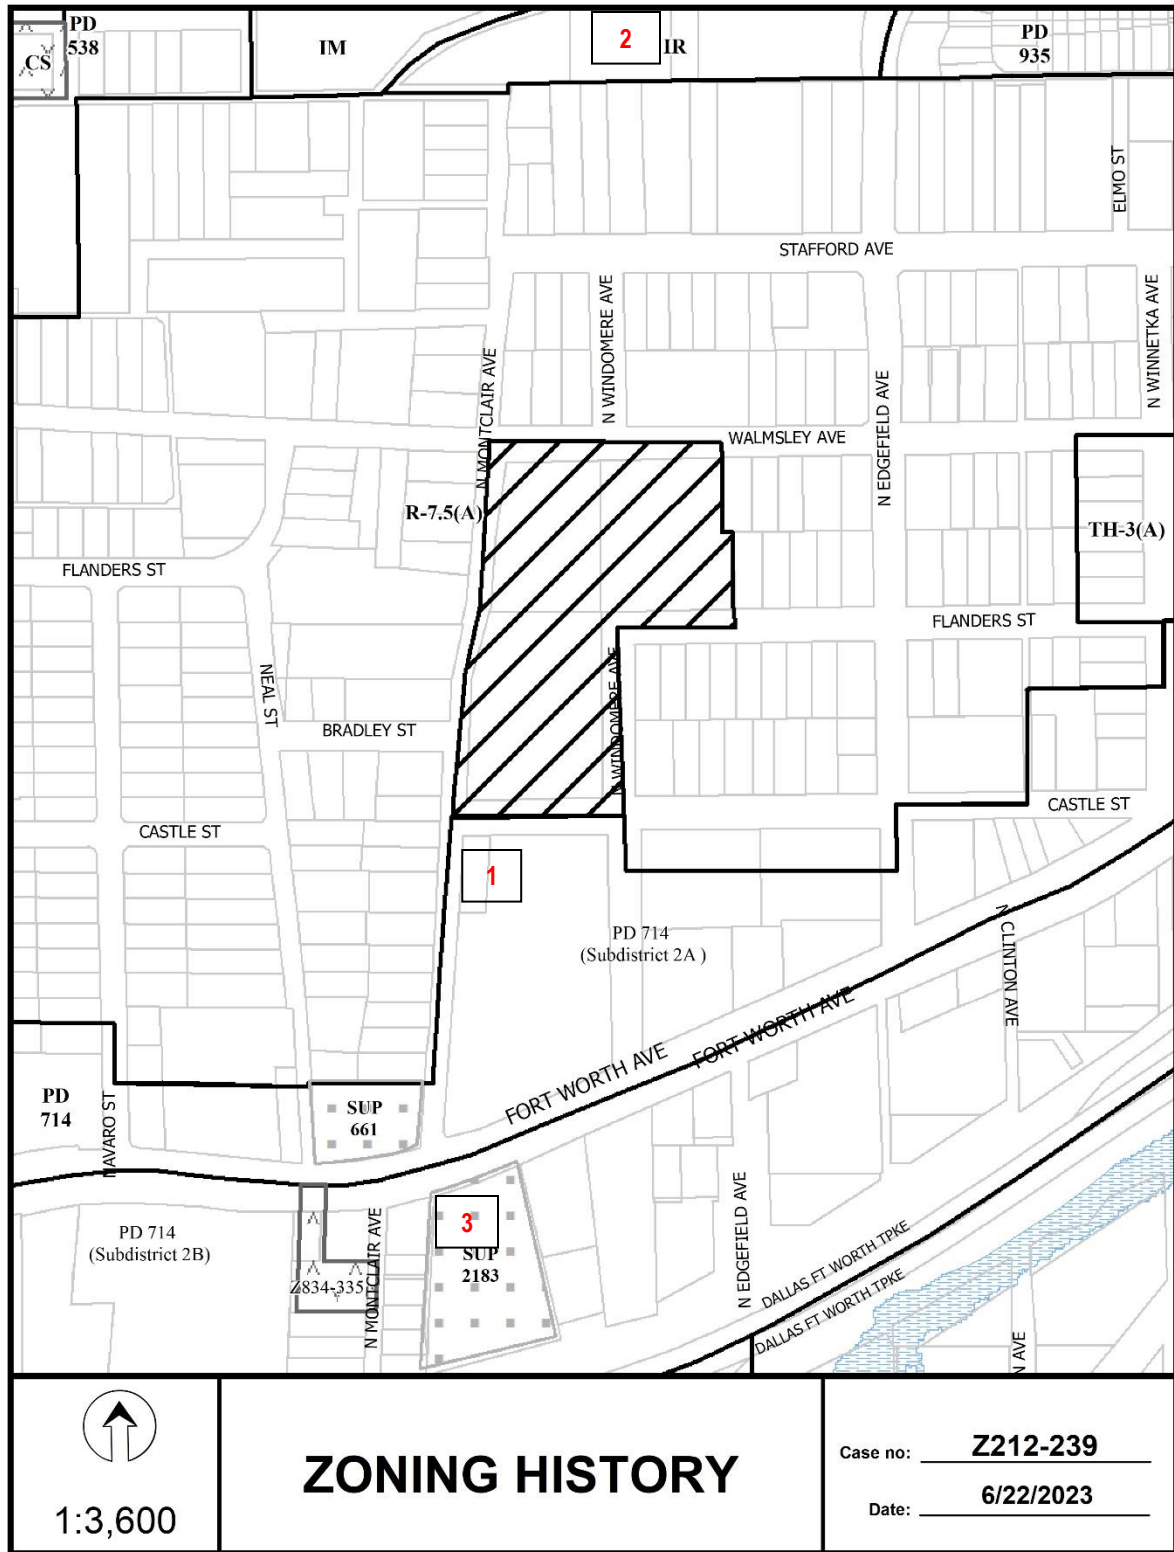 PD
538
CS
IM
2
IR
PD
935
ELMO ST
STAFFORD AVE
N WINDOMERE AVE
N WINNETKA AVE
N MONTCLAIR AVE
N EDGEFIELD AVE
WALMSLEY AVE
R-7.5(A)
TH-3(A)
FLANDERS ST
FLANDERS ST
NEAL ST
N WINDOMERE AVE
BRADLEY ST
CASTLE ST
CASTLE ST
1
PD 714
(Subdistrict 2A )
N CLINTON AVE
FORT WORTH AVE
FORT WORTH AVE
PD
714
NAVARO ST
SUP
661
PD 714
(Subdistrict 2B)
Z834-335
N MONTCLAIR AVE
3
SUP
2183
N EDGEFIELD AVE
DALLAS FT WORTH TPKE
DALLAS FT WORTH TPKE
N AVE
1:3,600
ZONING HISTORY
Case no: Z212-239
Date: 6/22/2023